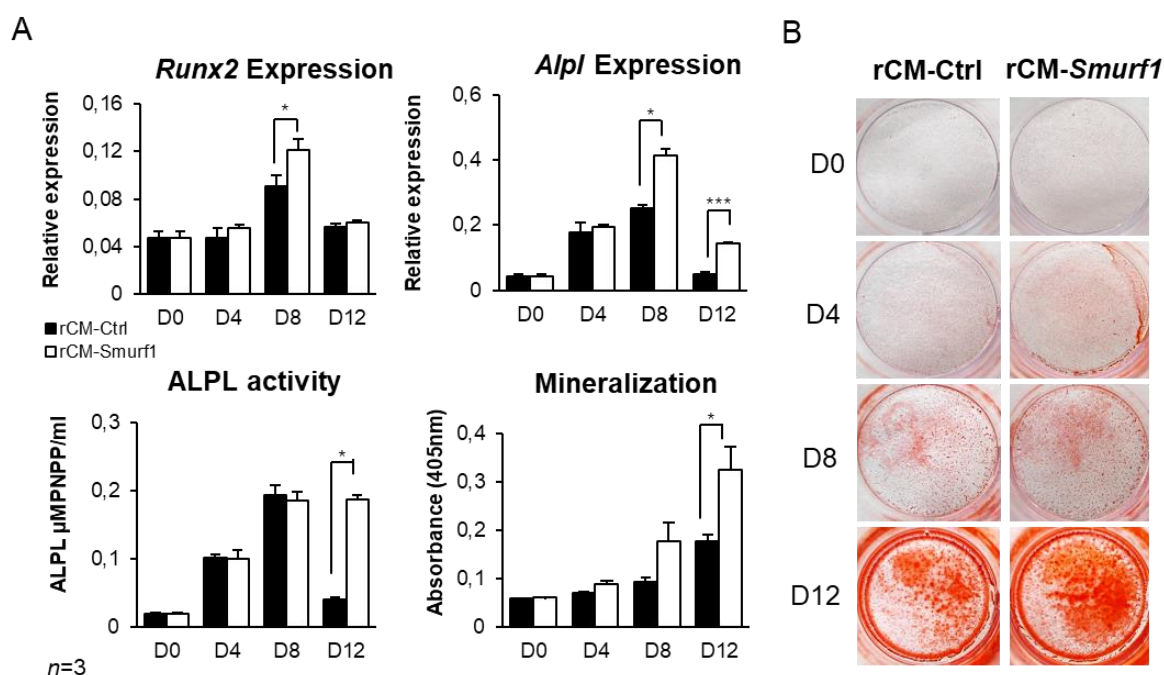 A
B
Runx2 Expression
Alpl Expression
rCM-Ctrl rCM-Smurf1
Relative expression
0,16
0,12
0,08
0,04
0
*
D0 D4 D8 D12
Relative expression
0,6
0,4
0,2
0
*
***
D0 D4 D8 D12
rCM-Ctrl
rCM-Smurf1
ALPL activity
Mineralization
ALPL µMPNPP/ml
0,3
0,2
0,1
0
*
D0 D4 D8 D12
Absorbance (405nm)
0,4
0,3
0,2
0,1
0
*
D0 D4 D8 D12
n=3
D0
D4
D8
D12